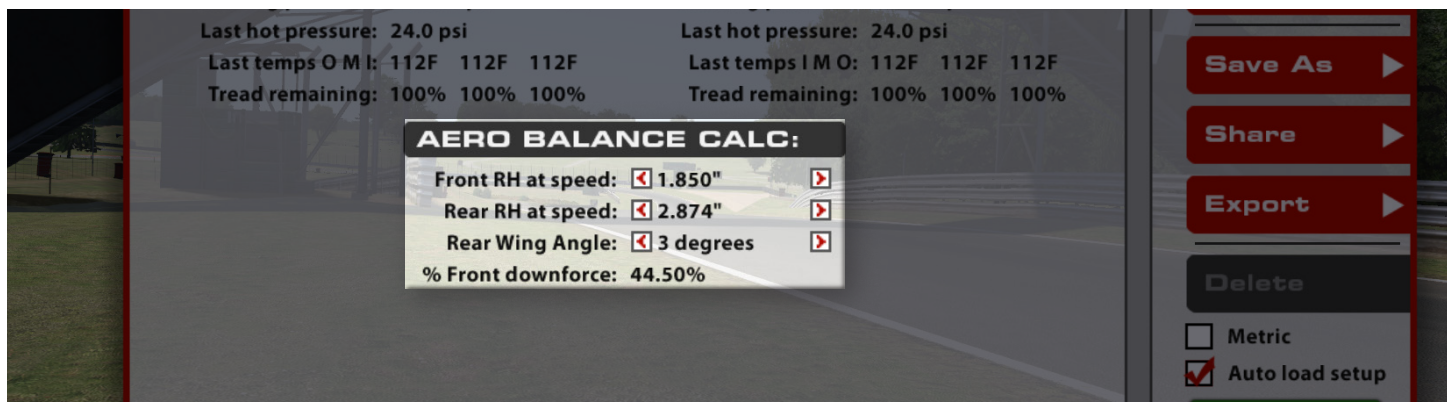 Last hot pressure: 24.0 psi
Last hot pressure: 24.0 psi
Last temps O M I: 112F 112F 112F
Last temps I M O: 112F 112F 112F
Tread remaining: 100% 100% 100%
Tread remaining: 100% 100% 100%
AERO BALANCE CALC:
Front RH at speed: 1.850"
Rear RH at speed: 2.874"
Rear Wing Angle: 3 degrees
% Front downforce: 44.50%
Save As
Share
Export
Delete
Metric
Auto load setup